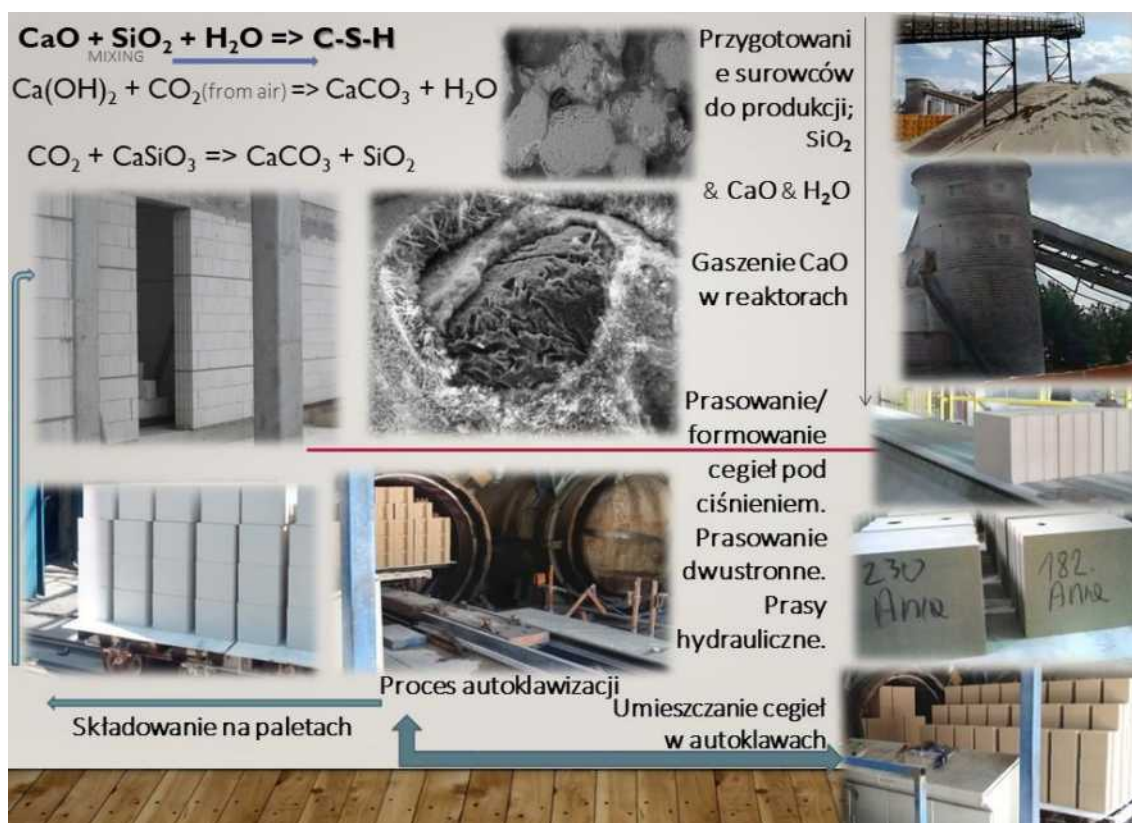 CaO + SiO₂ + H₂O => C-S-H
MIXING
Ca(OH)₂ + CO₂(from air) => CaCO₃ + H₂O
CO₂ + CaSiO₃ => CaCO₃ + SiO₂
Przygotowani
e surowców
do produkcji;
SiO₂
& CaO & H₂O
Gaszenie CaO
w reaktorach
Prasowanie/
formowanie
cegieł pod
ciśnieniem.
Prasowanie
dwustronne.
Prasy
hydrauliczne.
230
Anna
182.
Anna
Proces autoklawizacji
Umieszczanie cegieł
w autoklawach
Składowanie na paletach